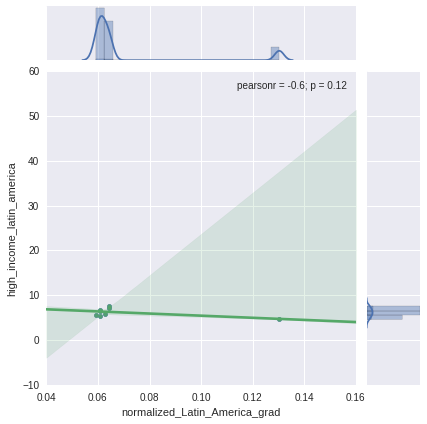 pearsonr = -0.6; p = 0.12
60
50
40
30
20
10
0
−10
high_income_latin_america
0.04 0.06 0.08 0.10 0.12 0.14 0.16
normalized_Latin_America_grad